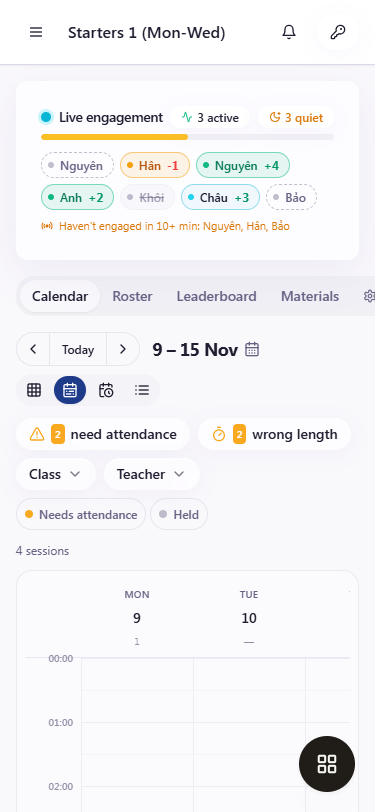 Starters 1 (Mon-Wed)
Live engagement 3 active 3 quiet
Nguyên Hân -1 Nguyên +4
Anh +2 Khôi Châu +3 Bảo
Haven't engaged in 10+ min: Nguyên, Hân, Bảo
Calendar Roster Leaderboard Materials
Today 9 – 15 Nov
2 need attendance 2 wrong length
Class Teacher
Needs attendance Held
4 sessions
MON TUE
9 10
1 —
00:00
01:00
02:00